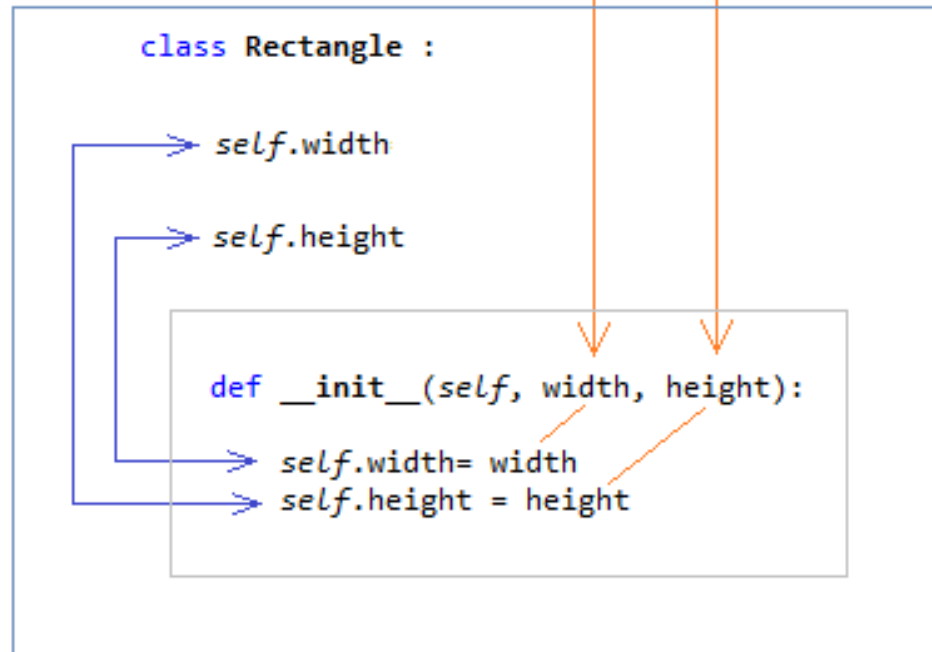 class Rectangle :
self.width
self.height
def __init__(self, width, height):
self.width= width
self.height = height